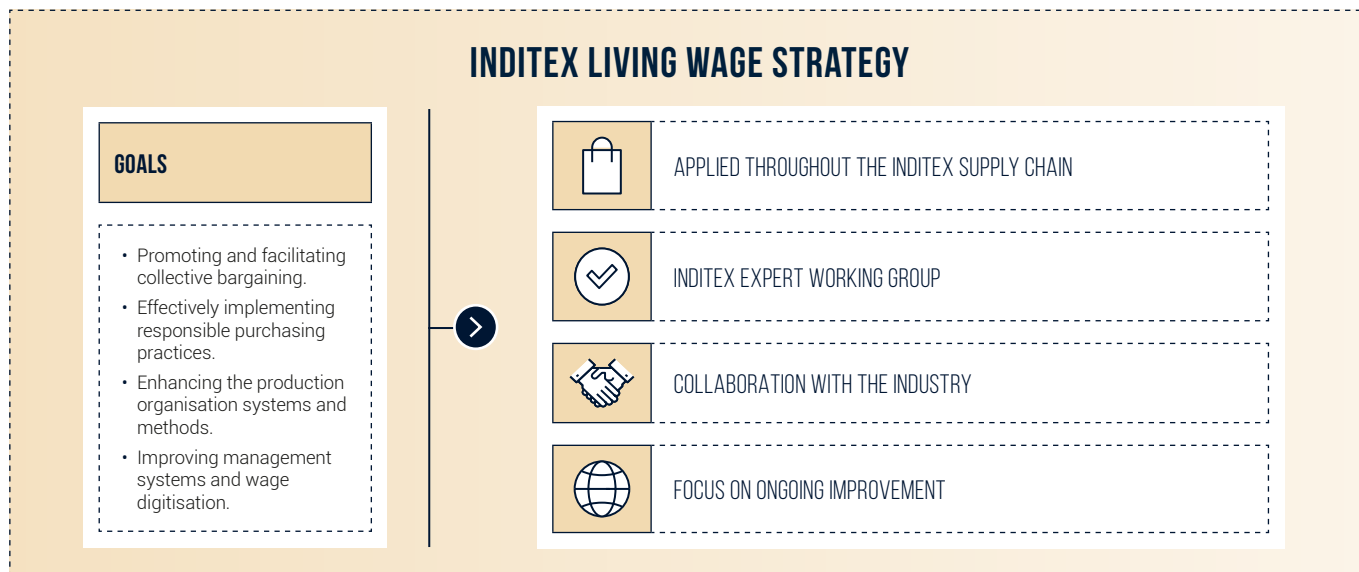 INDITEX LIVING WAGE STRATEGY
GOALS
• Promoting and facilitating
collective bargaining.
• Effectively implementing
responsible purchasing
practices.
• Enhancing the production
organisation systems and
methods.
• Improving management
systems and wage
digitisation.
APPLIED THROUGHOUT THE INDITEX SUPPLY CHAIN
INDITEX EXPERT WORKING GROUP
COLLABORATION WITH THE INDUSTRY
FOCUS ON ONGOING IMPROVEMENT